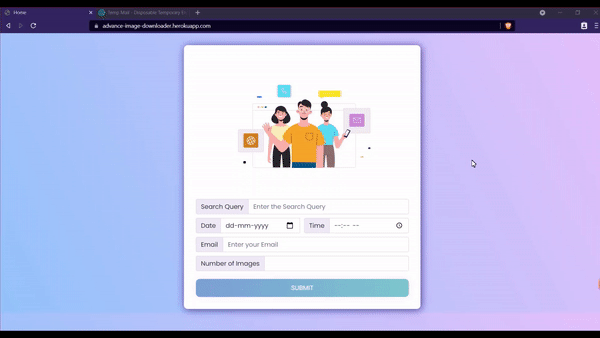 Home
Temp Mail - Disposable Temporary E
advance-image-downloader.herokuapp.com
Search Query Enter the Search Query
Date dd-mm-yyyy Time --:-- --
Email Enter your Email
Number of Images
SUBMIT